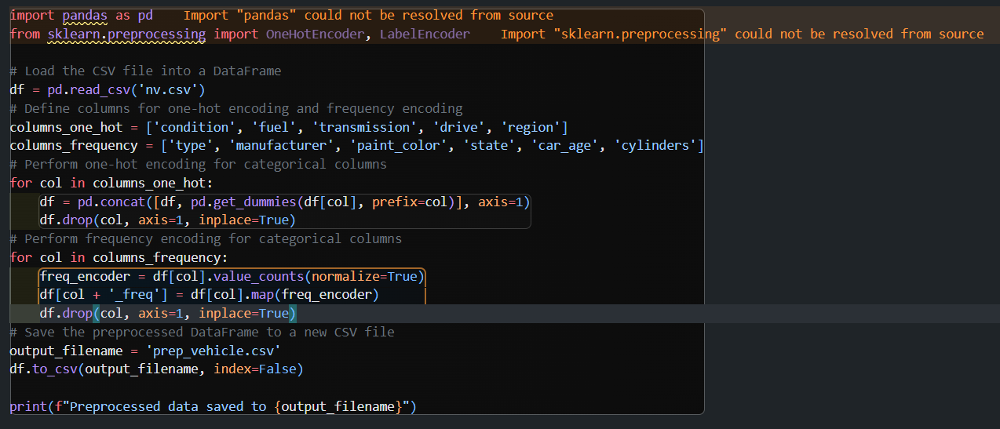 import pandas as pd    Import "pandas" could not be resolved from source
from sklearn.preprocessing import OneHotEncoder, LabelEncoder    Import "sklearn.preprocessing" could not be resolved from source

# Load the CSV file into a DataFrame
df = pd.read_csv('nv.csv')
# Define columns for one-hot encoding and frequency encoding
columns_one_hot = ['condition', 'fuel', 'transmission', 'drive', 'region']
columns_frequency = ['type', 'manufacturer', 'paint_color', 'state', 'car_age', 'cylinders']
# Perform one-hot encoding for categorical columns
for col in columns_one_hot:
    df = pd.concat([df, pd.get_dummies(df[col], prefix=col)], axis=1)
    df.drop(col, axis=1, inplace=True)
# Perform frequency encoding for categorical columns
for col in columns_frequency:
    freq_encoder = df[col].value_counts(normalize=True)
    df[col + '_freq'] = df[col].map(freq_encoder)
    df.drop(col, axis=1, inplace=True)
# Save the preprocessed DataFrame to a new CSV file
output_filename = 'prep_vehicle.csv'
df.to_csv(output_filename, index=False)

print(f"Preprocessed data saved to {output_filename}")